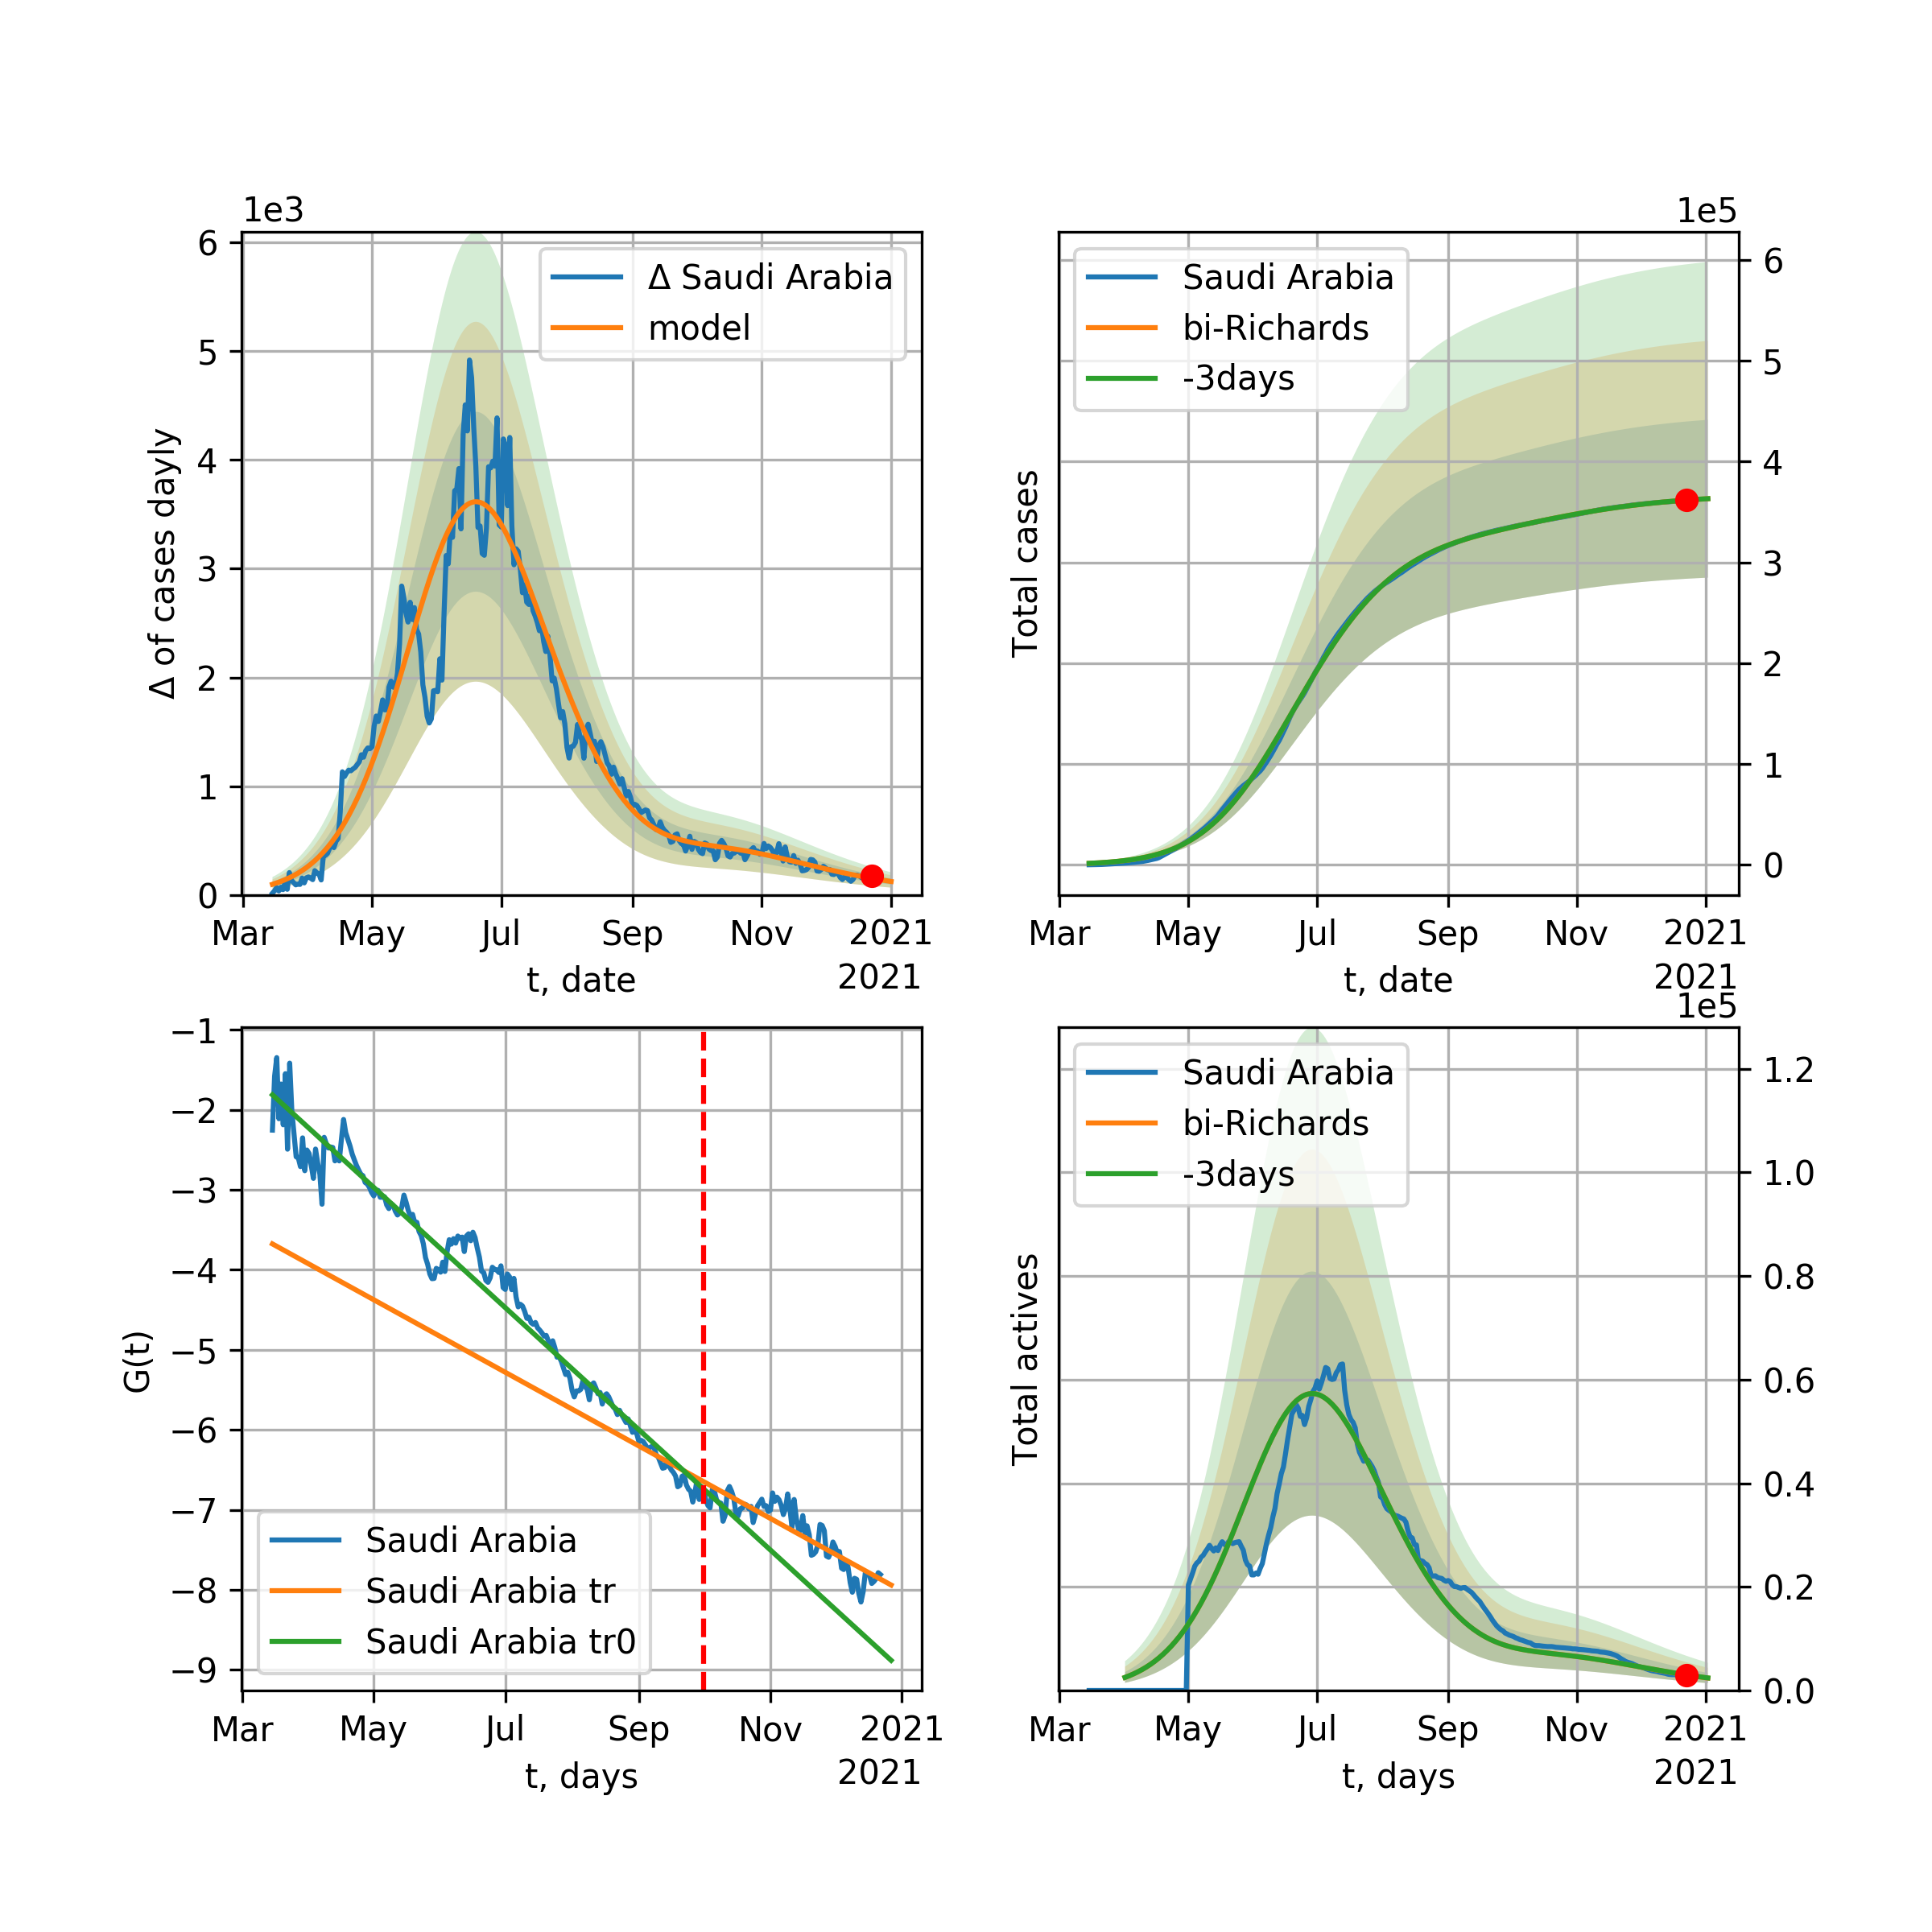 1e3
6
5
4
3
2
1
0
Δ of cases dayly
Δ Saudi Arabia
model
Mar May Jul Sep Nov 2021
t, date 2021
1e5
Total cases
Saudi Arabia
bi-Richards
-3days
6
5
4
3
2
1
0
Mar May Jul Sep Nov 2021
t, date 2021
−1
−2
−3
−4
−5
−6
−7
−8
−9
G(t)
Saudi Arabia
Saudi Arabia tr
Saudi Arabia tr0
Mar May Jul Sep Nov 2021
t, days 2021
1e5
Total actives
Saudi Arabia
bi-Richards
-3days
1.2
1.0
0.8
0.6
0.4
0.2
0.0
Mar May Jul Sep Nov 2021
t, days 2021